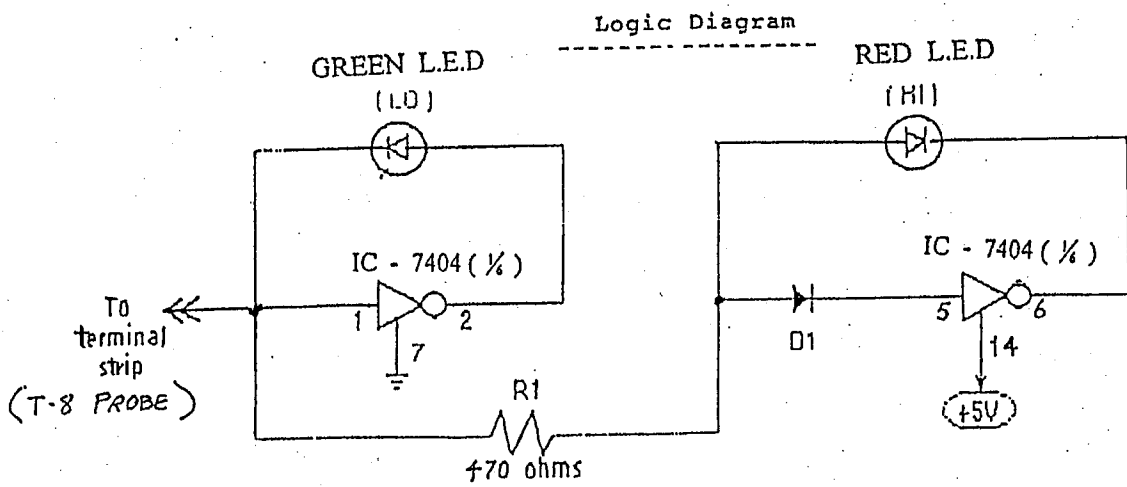 Logic Diagram
GREEN L.E.D
(LO)
RED L.E.D
(HI)
IC - 7404 (⅙)
1
2
7
TO
terminal
strip
(T-8 PROBE)
IC - 7404 (⅙)
5
6
D1
14
+5V
R1
470 ohms